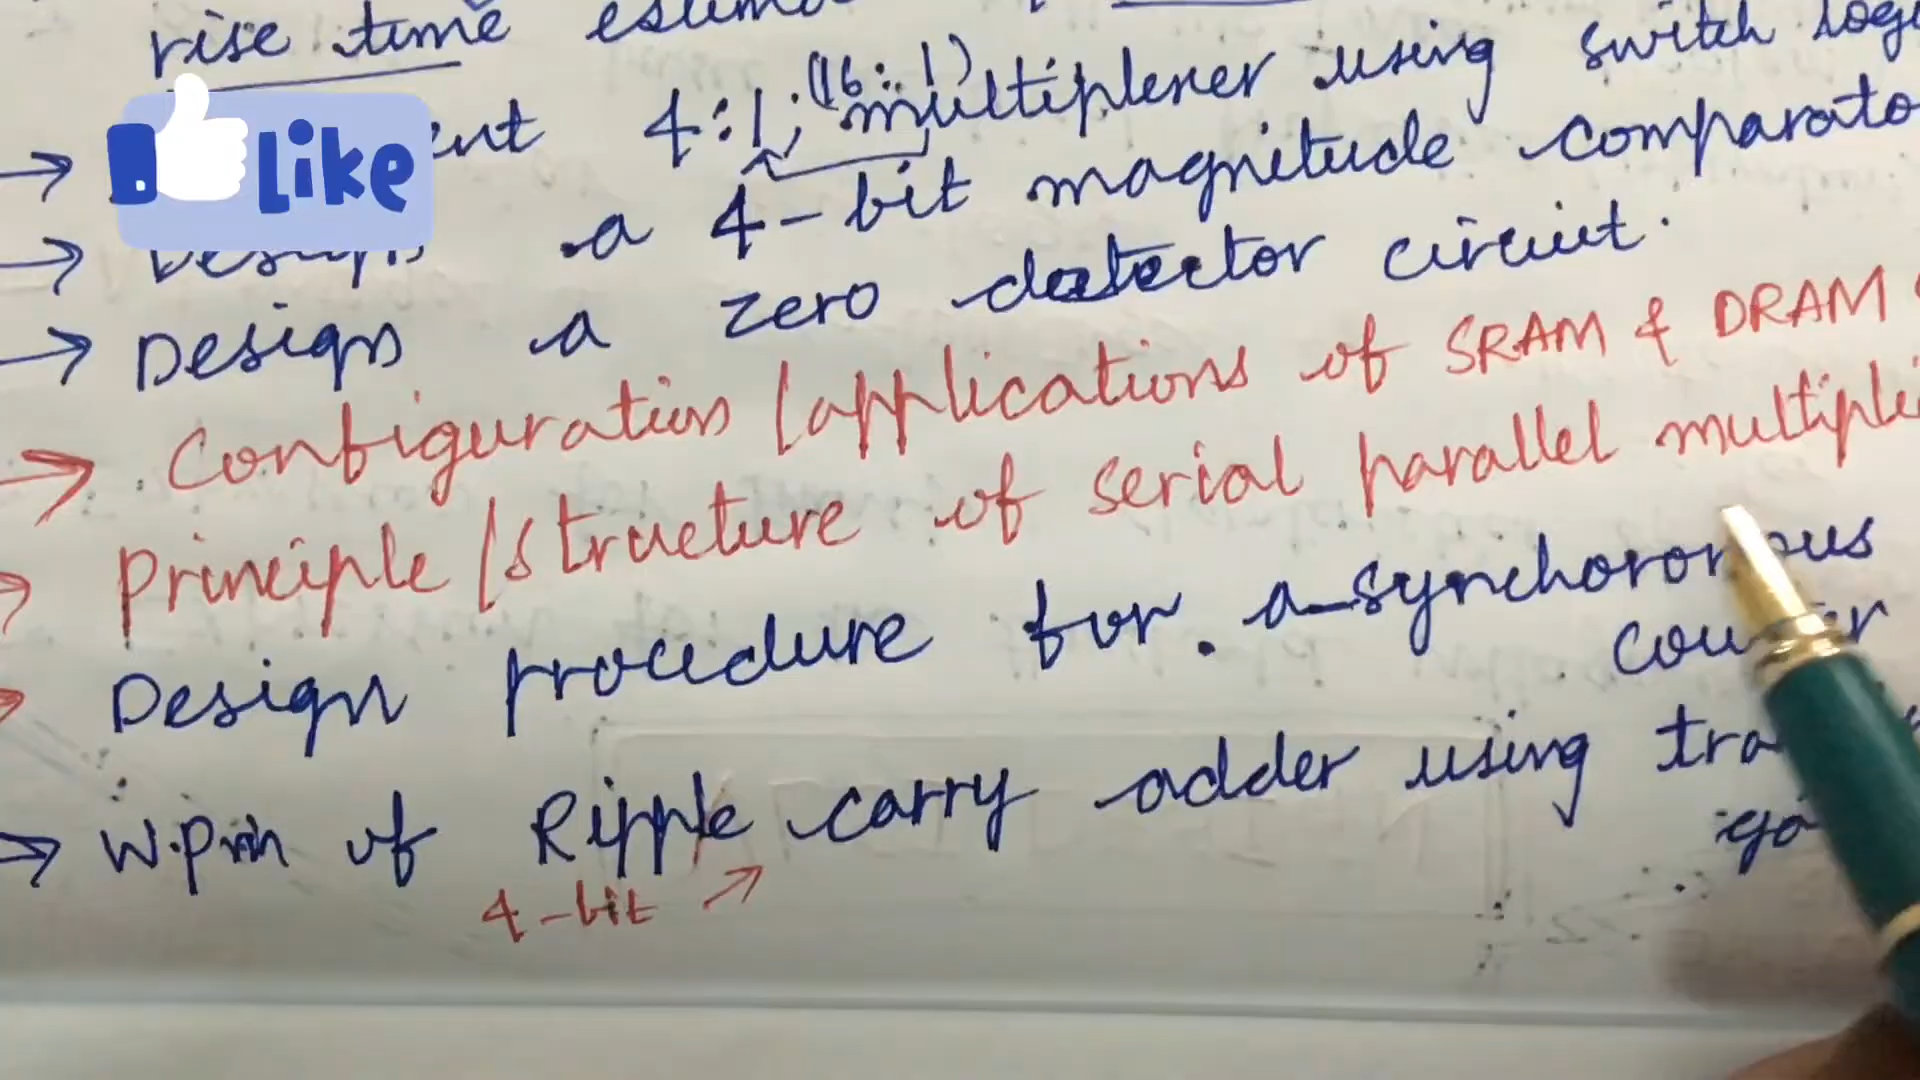 rise time
4:1, (16:1) multiplexer using switch
Like
→ a 4-bit magnitude
→ Design a zero detector circuit.
→ Configuration/applications of SRAM & DRAM
→ Principle/structure of serial parallel
Design procedure for a-synchoronous
→ W.Prin of Ripple carry adder using
4-bit ↗